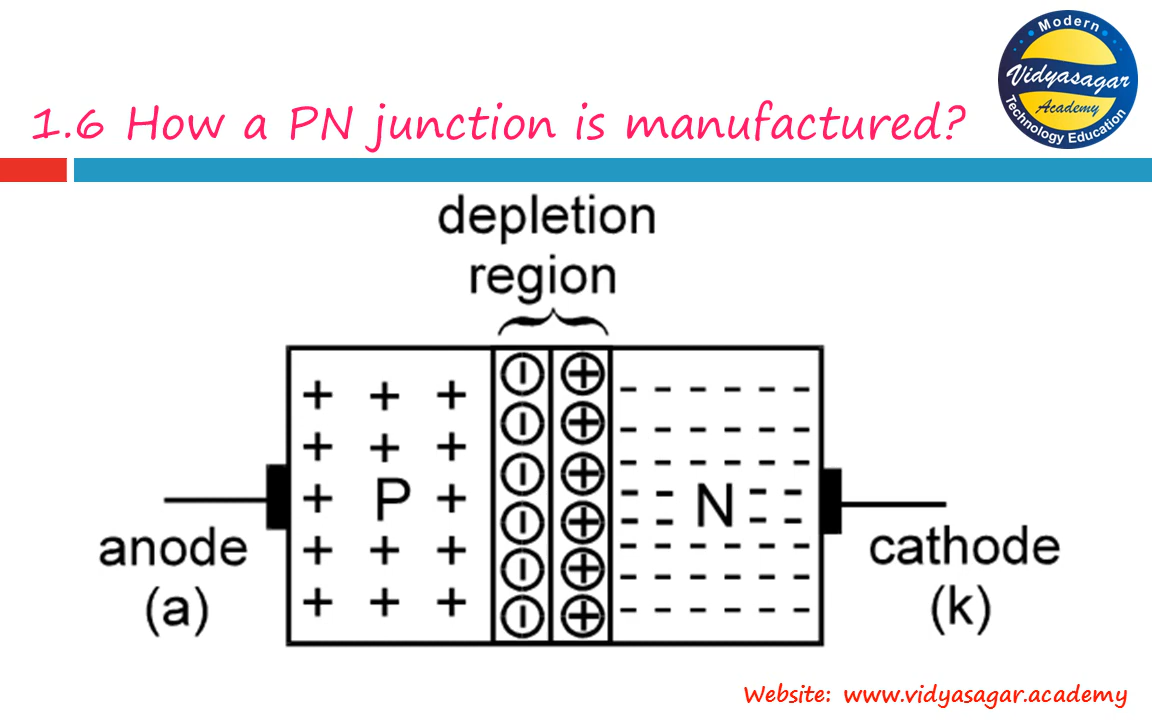 Modern
Vidyasagar
Academy
Technology Education
1.6 How a PN junction is manufactured?
depletion
region
+ + +
+ + +
+ P +
+ + +
+ + +
N
anode
(a)
cathode
(k)
Website: www.vidyasagar.academy